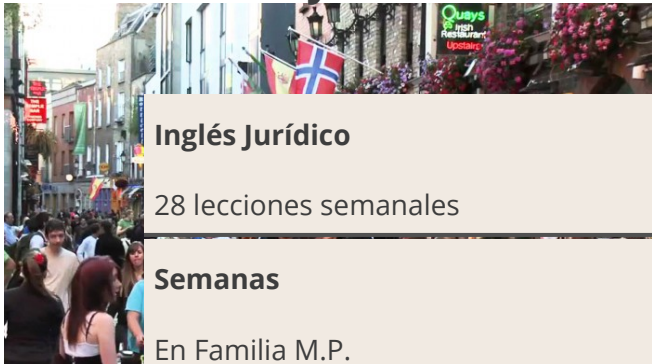 Quays
Irish
Restaurant
Upstairs
Inglés Jurídico
28 lecciones semanales
Semanas
En Familia M.P.